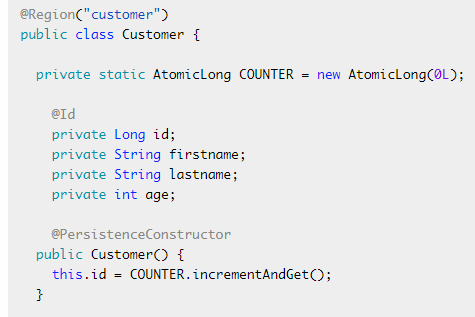 @Region("customer")
public class Customer {
private static AtomicLong COUNTER = new AtomicLong(0L);
@Id
private Long id;
private String firstname;
private String lastname;
private int age;
@PersistenceConstructor
public Customer() {
this.id = COUNTER.incrementAndGet();
}